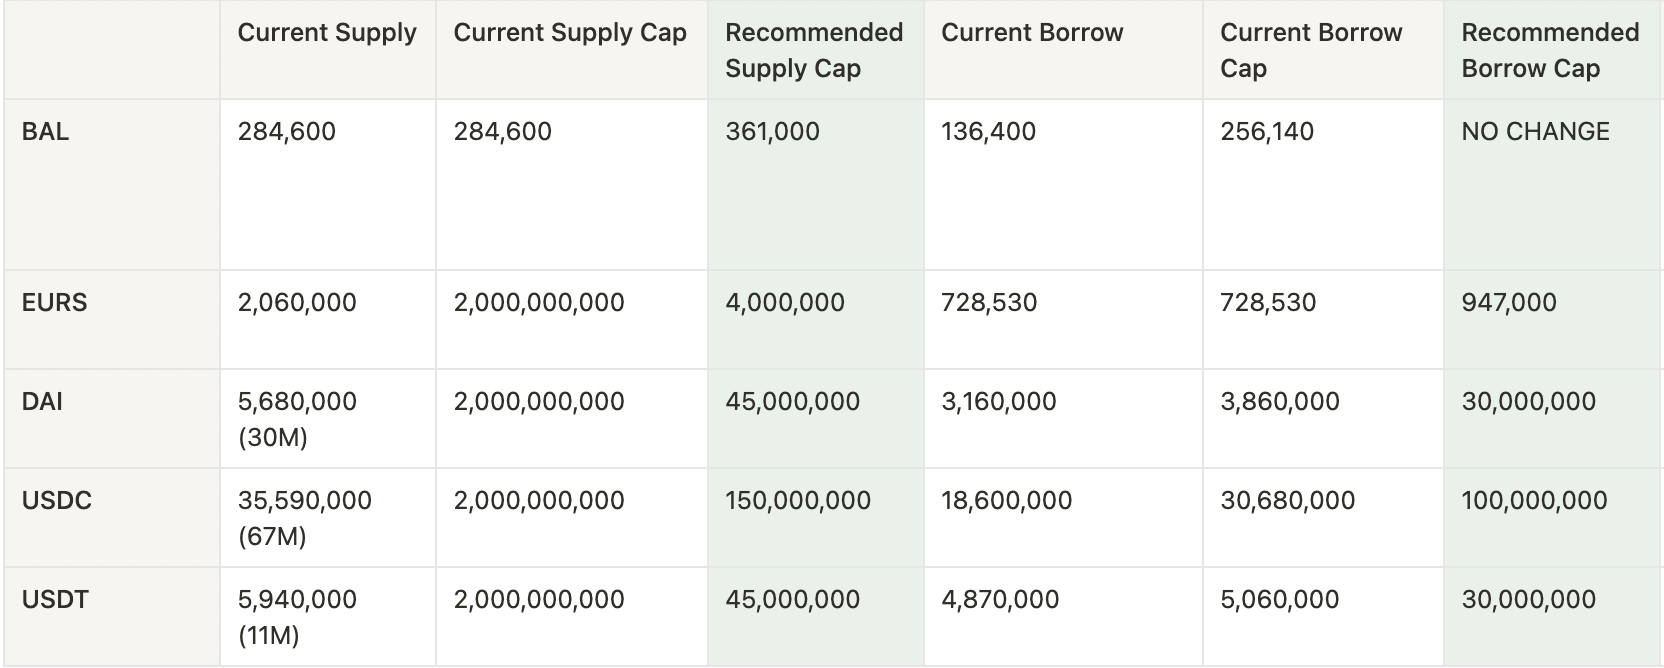 Current Supply
Current Supply Cap
Recommended
Supply Cap
Current Borrow
Current Borrow
Cap
Recommended
Borrow Cap
BAL
284,600
284,600
361,000
136,400
256,140
NO CHANGE
EURS
2,060,000
2,000,000,000
4,000,000
728,530
728,530
947,000
DAI
5,680,000
(30M)
2,000,000,000
45,000,000
3,160,000
3,860,000
30,000,000
USDC
35,590,000
(67M)
2,000,000,000
150,000,000
18,600,000
30,680,000
100,000,000
USDT
5,940,000
(11M)
2,000,000,000
45,000,000
4,870,000
5,060,000
30,000,000